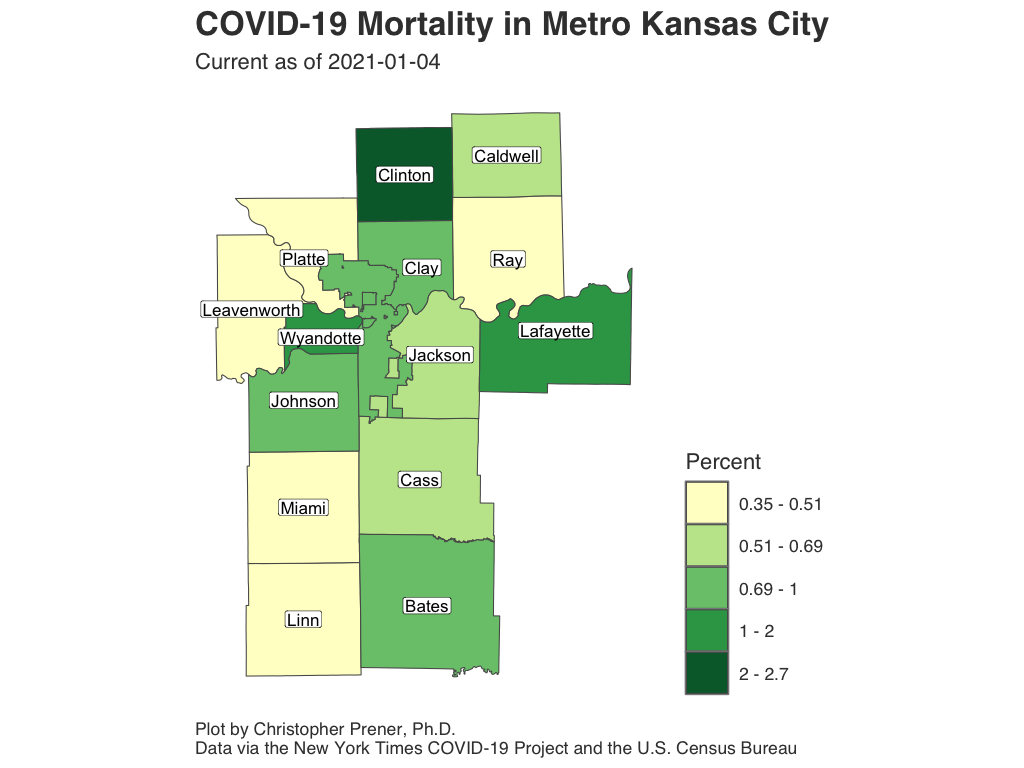 COVID-19 Mortality in Metro Kansas City
Current as of 2021-01-04
Caldwell
Clinton
Platte
Clay
Ray
Leavenworth
Wyandotte
Lafayette
Jackson
Johnson
Cass
Miami
Bates
Linn
Percent
0.35 - 0.51
0.51 - 0.69
0.69 - 1
1 - 2
2 - 2.7
Plot by Christopher Prener, Ph.D.
Data via the New York Times COVID-19 Project and the U.S. Census Bureau